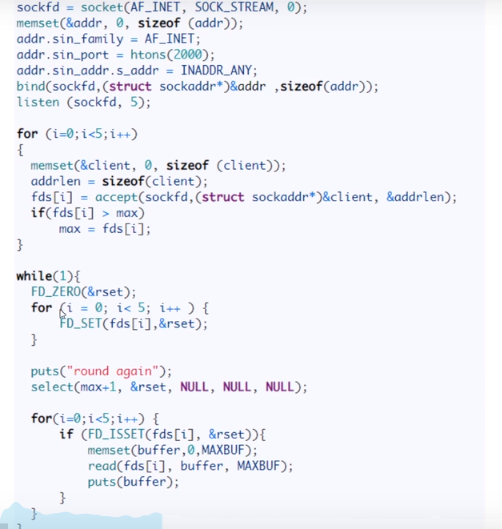 sockfd = socket(AF_INET, SOCK_STREAM, 0);
memset(&addr, 0, sizeof (addr));
addr.sin_family = AF_INET;
addr.sin_port = htons(2000);
addr.sin_addr.s_addr = INADDR_ANY;
bind(sockfd,(struct sockaddr*)&addr ,sizeof(addr));
listen (sockfd, 5);

for (i=0;i<5;i++)
{
  memset(&client, 0, sizeof (client));
  addrlen = sizeof(client);
  fds[i] = accept(sockfd,(struct sockaddr*)&client, &addrlen);
  if(fds[i] > max)
      max = fds[i];
}

while(1){
  FD_ZERO(&rset);
  for (i = 0; i< 5; i++ ) {
      FD_SET(fds[i],&rset);
  }

  puts("round again");
  select(max+1, &rset, NULL, NULL, NULL);

  for(i=0;i<5;i++) {
      if (FD_ISSET(fds[i], &rset)){
          memset(buffer,0,MAXBUF);
          read(fds[i], buffer, MAXBUF);
          puts(buffer);
      }
  }